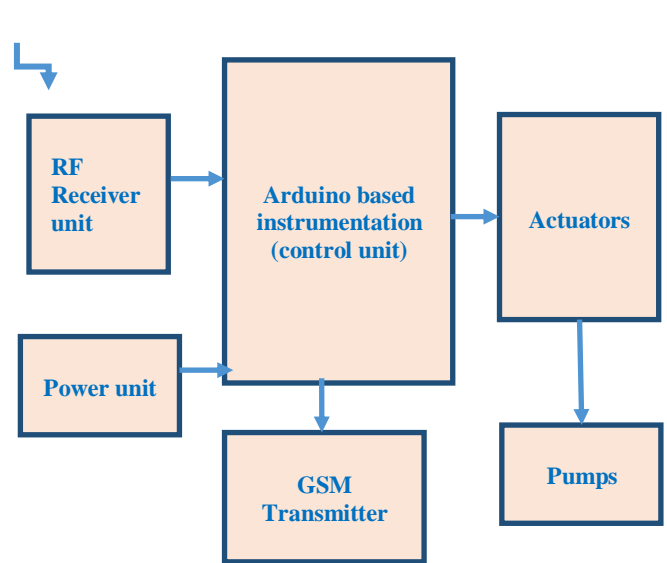 RF
Receiver
unit
Arduino based
instrumentation
(control unit)
Actuators
Power unit
GSM
Transmitter
Pumps